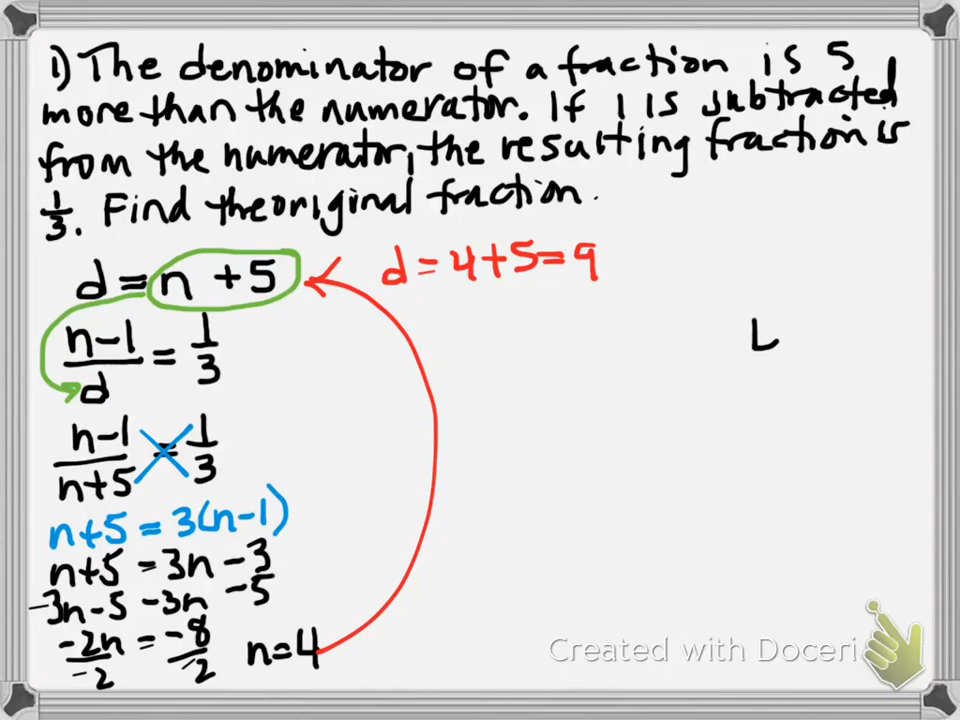 1) The denominator of a fraction is 5
more than the numerator. If 1 is subtracted
from the numerator, the resulting fraction is
1/3. Find the original fraction.
d = n + 5
d = 4 + 5 = 9
n-1/d = 1/3
L
n-1/n+5 = 1/3
n+5 = 3(n-1)
n+5 = 3n - 3
-3n - 5 -3n -5
-2n/-2 = -8/-2
n = 4
Created with Doceri